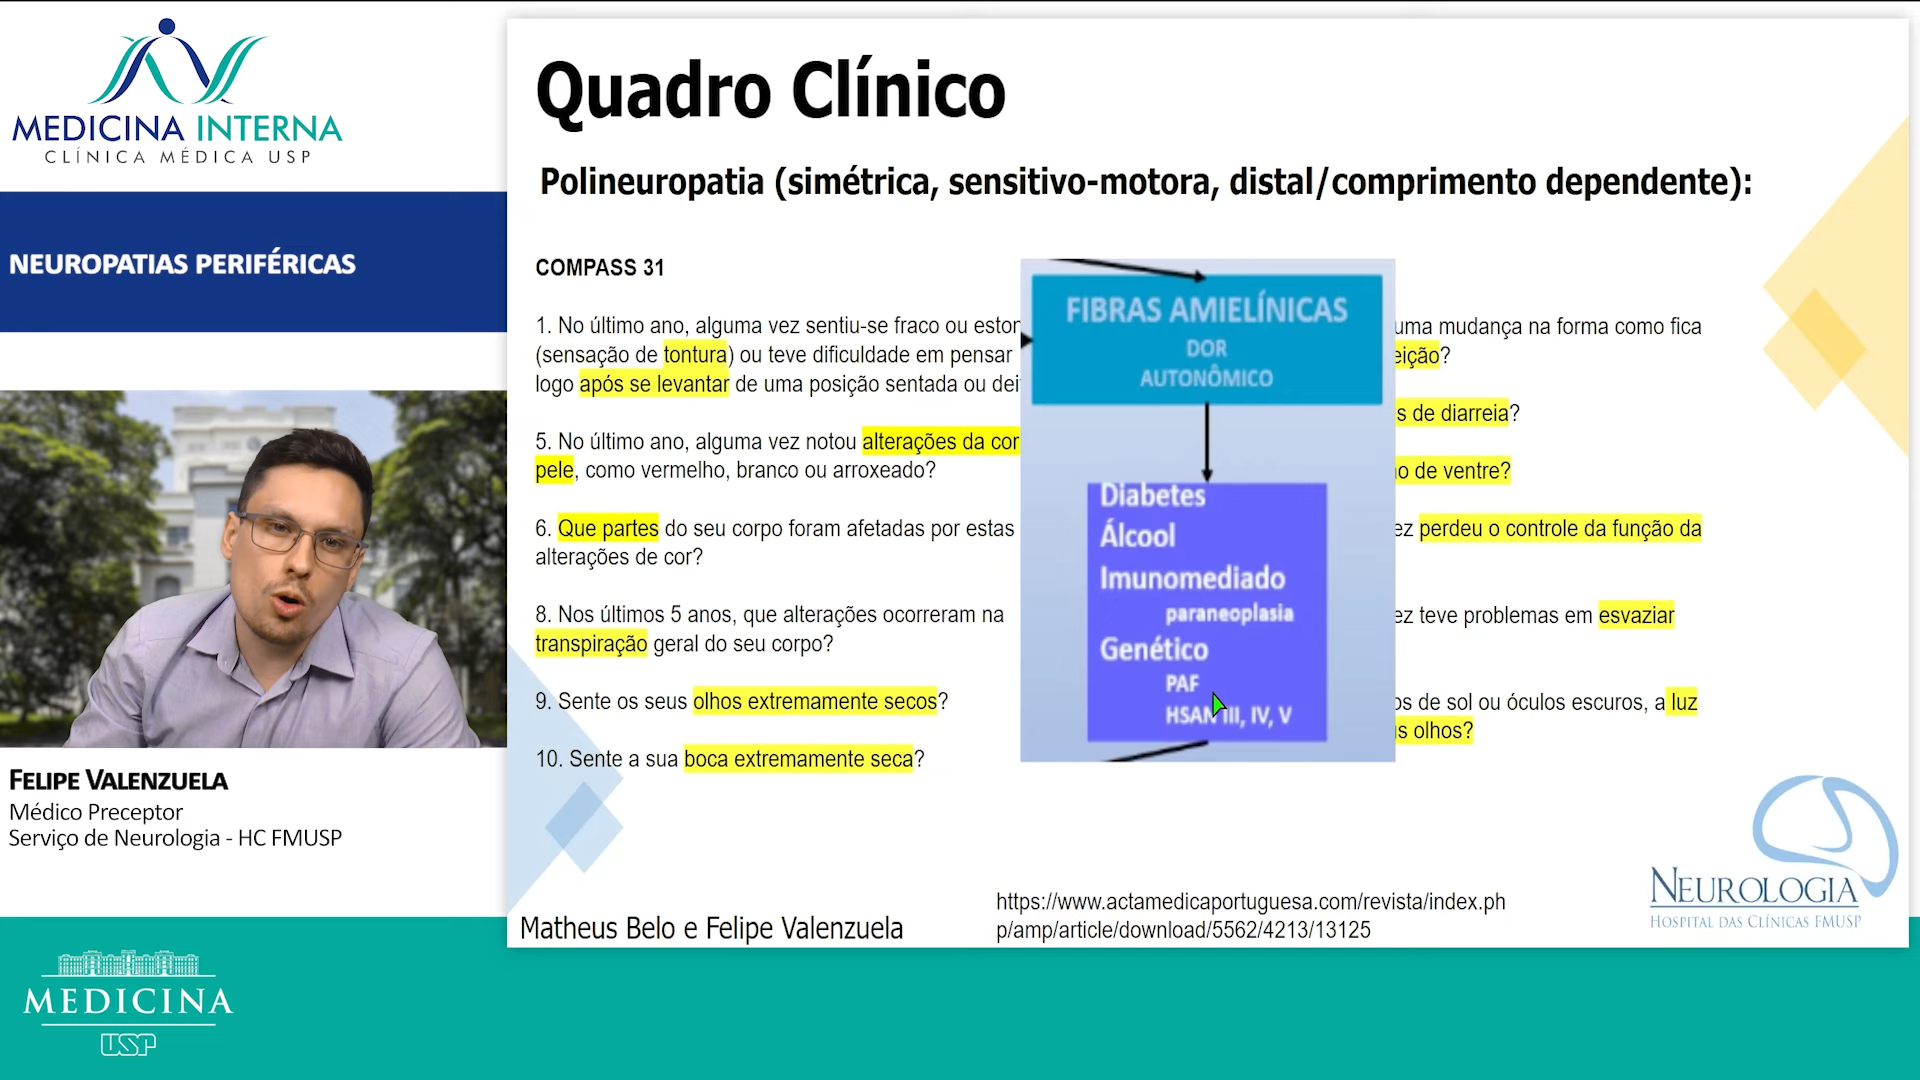 MEDICINA INTERNA
CLÍNICA MÉDICA USP
NEUROPATIAS PERIFÉRICAS
FELIPE VALENZUELA
Médico Preceptor
Serviço de Neurologia - HC FMUSP
MEDICINA
USP
Quadro Clínico
Polineuropatia (simétrica, sensitivo-motora, distal/comprimento dependente):
COMPASS 31
1. No último ano, alguma vez sentiu-se fraco ou eston
(sensação de tontura) ou teve dificuldade em pensar
logo após se levantar de uma posição sentada ou dei
5. No último ano, alguma vez notou alterações da cor
pele, como vermelho, branco ou arroxeado?
6. Que partes do seu corpo foram afetadas por estas
alterações de cor?
8. Nos últimos 5 anos, que alterações ocorreram na
transpiração geral do seu corpo?
9. Sente os seus olhos extremamente secos?
10. Sente a sua boca extremamente seca?
FIBRAS AMIELÍNICAS
DOR
AUTONÔMICO
Diabetes
Álcool
Imunomediado
paraneoplasia
Genético
PAF
HSAN III, IV, V
uma mudança na forma como fica
eição?
s de diarreia?
o de ventre?
ez perdeu o controle da função da
ez teve problemas em esvaziar
os de sol ou óculos escuros, a luz
is olhos?
Matheus Belo e Felipe Valenzuela
https://www.actamedicaportuguesa.com/revista/index.ph
p/amp/article/download/5562/4213/13125
NEUROLOGIA
HOSPITAL DAS CLÍNICAS FMUSP